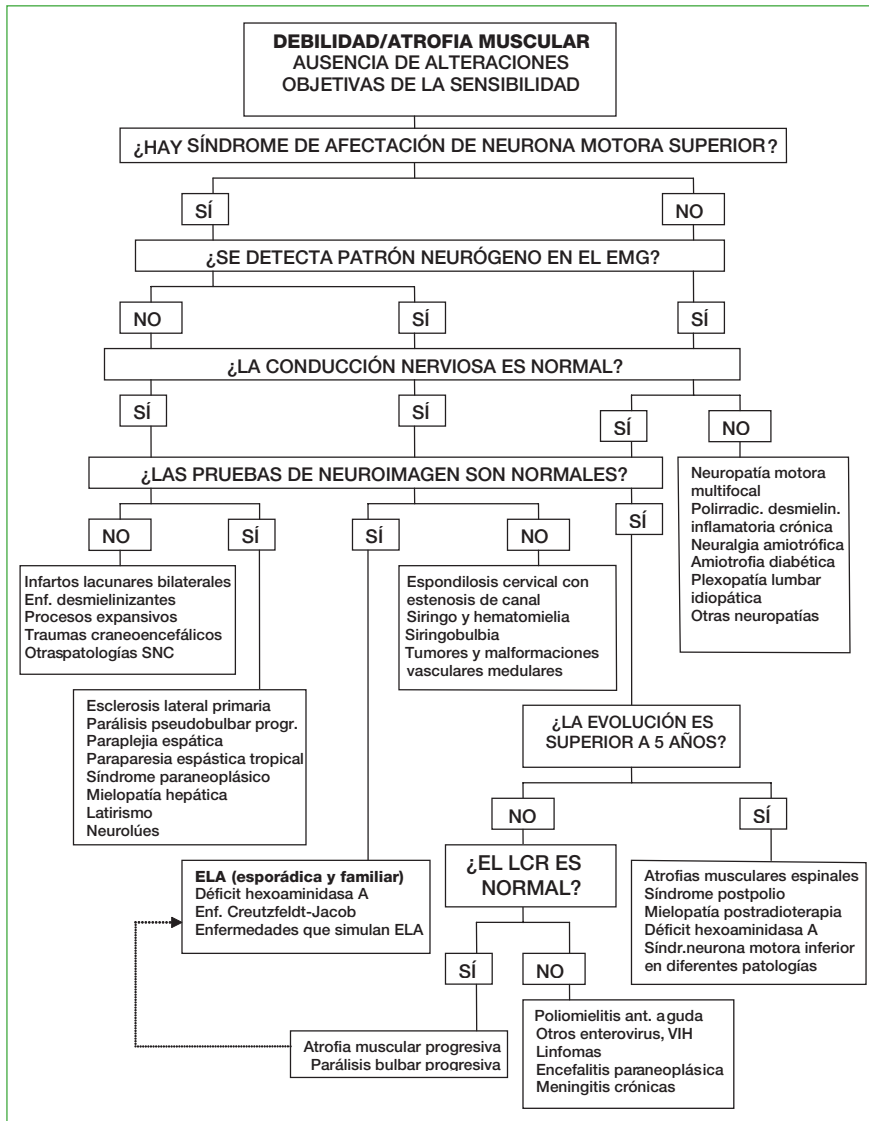 DEBILIDAD/ATROFIA MUSCULAR
AUSENCIA DE ALTERACIONES
OBJETIVAS DE LA SENSIBILIDAD
¿HAY SÍNDROME DE AFECTACIÓN DE NEURONA MOTORA SUPERIOR?
SÍ
NO
¿SE DETECTA PATRÓN NEURÓGENO EN EL EMG?
NO
SÍ
SÍ
¿LA CONDUCCIÓN NERVIOSA ES NORMAL?
SÍ
SÍ
SÍ
NO
¿LAS PRUEBAS DE NEUROIMAGEN SON NORMALES?
Neuropatía motora
multifocal
Polirradic. desmielin.
inflamatoria crónica
Neuralgia amiotrófica
Amiotrofia diabética
Plexopatía lumbar
idiopática
Otras neuropatías
NO
SÍ
SÍ
NO
SÍ
Infartos lacunares bilaterales
Enf. desmielinizantes
Procesos expansivos
Traumas craneoencefálicos
Otraspatologías SNC
Espondilosis cervical con
estenosis de canal
Siringo y hematomielia
Siringobulbia
Tumores y malformaciones
vasculares medulares
Esclerosis lateral primaria
Parálisis pseudobulbar progr.
Paraplejia espática
Paraparesia espástica tropical
Síndrome paraneoplásico
Mielopatía hepática
Latirismo
Neurolúes
¿LA EVOLUCIÓN ES
SUPERIOR A 5 AÑOS?
NO
SÍ
ELA (esporádica y familiar)
Déficit hexoaminidasa A
Enf. Creutzfeldt-Jacob
Enfermedades que simulan ELA
¿EL LCR ES
NORMAL?
Atrofias musculares espinales
Síndrome postpolio
Mielopatía postradioterapia
Déficit hexoaminidasa A
Síndr.neurona motora inferior
en diferentes patologías
SÍ
NO
Atrofia muscular progresiva
Parálisis bulbar progresiva
Poliomielitis ant. aguda
Otros enterovirus, VIH
Linfomas
Encefalitis paraneoplásica
Meningitis crónicas